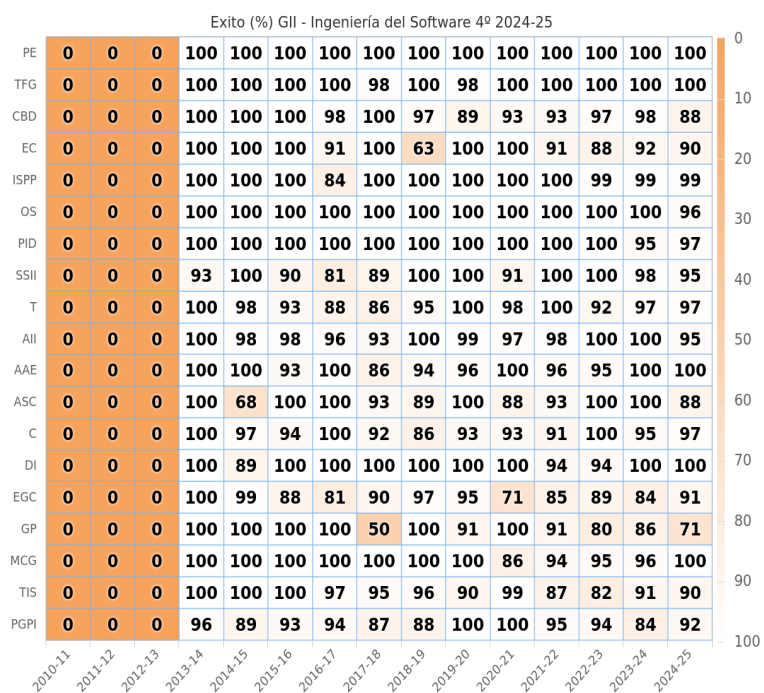 Exito (%) GII - Ingeniería del Software 4º 2024-25
PE 0 0 0 100 100 100 100 100 100 100 100 100 100 100 100
TFG 0 0 0 100 100 100 100 98 100 98 100 100 100 100 100
CBD 0 0 0 100 100 100 98 100 97 89 93 93 97 98 88
EC 0 0 0 100 100 100 91 100 63 100 100 91 88 92 90
ISPP 0 0 0 100 100 100 84 100 100 100 100 100 99 99 99
OS 0 0 0 100 100 100 100 100 100 100 100 100 100 100 96
PID 0 0 0 100 100 100 100 100 100 100 100 100 100 95 97
SSII 0 0 0 93 100 90 81 89 100 100 91 100 100 98 95
T 0 0 0 100 98 93 88 86 95 100 98 100 92 97 97
AII 0 0 0 100 98 98 96 93 100 99 97 98 100 100 95
AAE 0 0 0 100 100 93 100 86 94 96 100 96 95 100 100
ASC 0 0 0 100 68 100 100 93 89 100 88 93 100 100 88
C 0 0 0 100 97 94 100 92 86 93 93 91 100 95 97
DI 0 0 0 100 89 100 100 100 100 100 100 94 94 100 100
EGC 0 0 0 100 99 88 81 90 97 95 71 85 89 84 91
GP 0 0 0 100 100 100 100 50 100 91 100 91 80 86 71
MCG 0 0 0 100 100 100 100 100 100 100 86 94 95 96 100
TIS 0 0 0 100 100 100 97 95 96 90 99 87 82 91 90
PGPI 0 0 0 96 89 93 94 87 88 100 100 95 94 84 92
2010-11 2011-12 2012-13 2013-14 2014-15 2015-16 2016-17 2017-18 2018-19 2019-20 2020-21 2021-22 2022-23 2023-24 2024-25
0
10
20
30
40
50
60
70
80
90
100